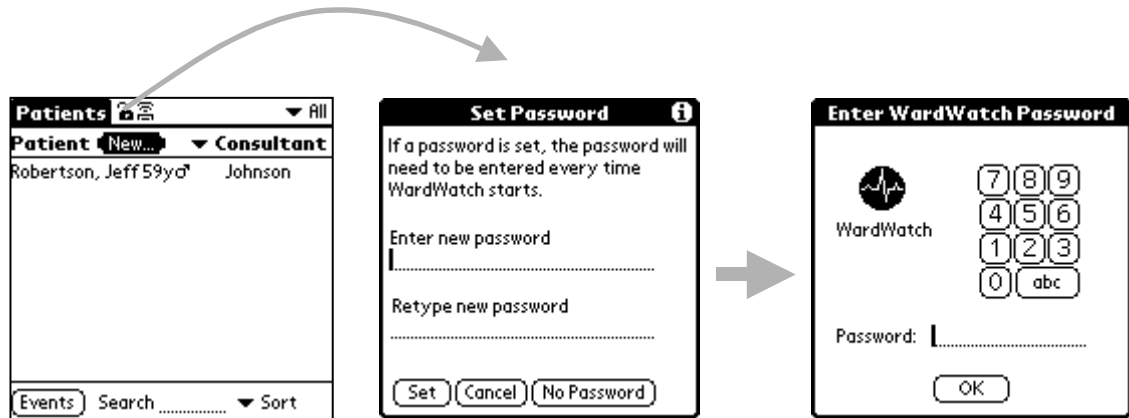 Patients All
Patient New... Consultant
Robertson, Jeff 59y♂ Johnson
Events Search Sort
Set Password i
If a password is set, the password will
need to be entered every time
WardWatch starts.
Enter new password
Retype new password
Set Cancel No Password
Enter WardWatch Password
7 8 9
4 5 6
WardWatch
1 2 3
0 abc
Password:
OK